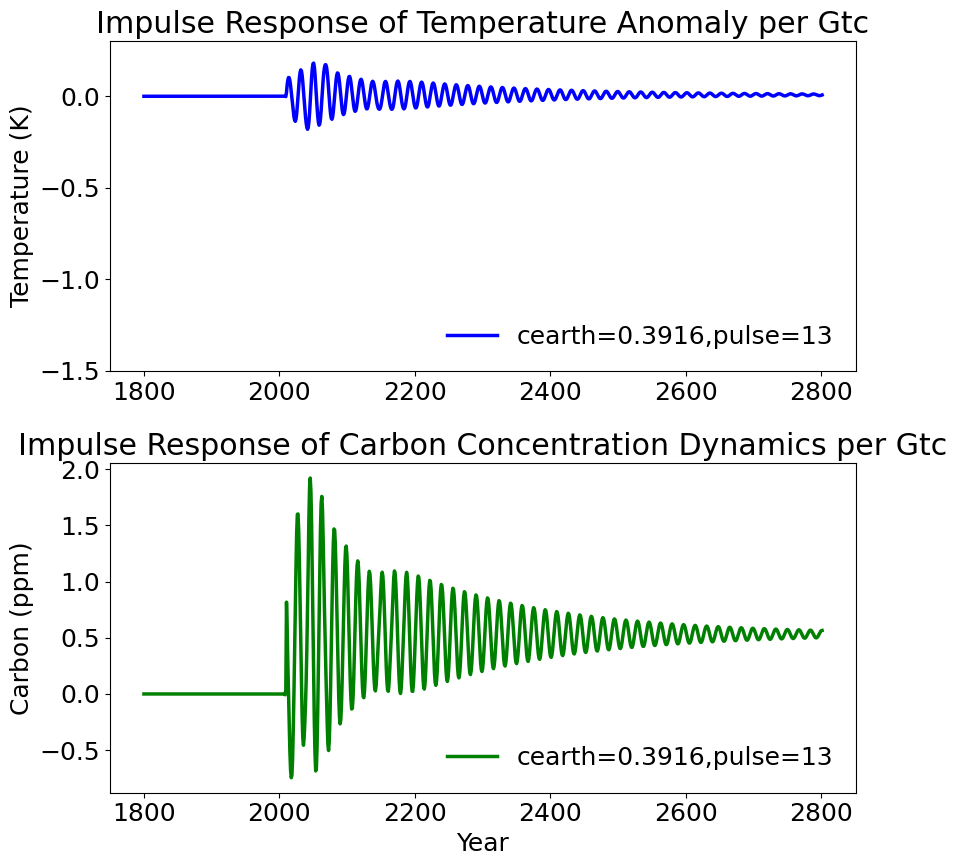 Impulse Response of Temperature Anomaly per Gtc
Temperature (K)
0.0
−0.5
−1.0
−1.5
cearth=0.3916,pulse=13
1800 2000 2200 2400 2600 2800
Impulse Response of Carbon Concentration Dynamics per Gtc
Carbon (ppm)
2.0
1.5
1.0
0.5
0.0
−0.5
cearth=0.3916,pulse=13
1800 2000 2200 2400 2600 2800
Year